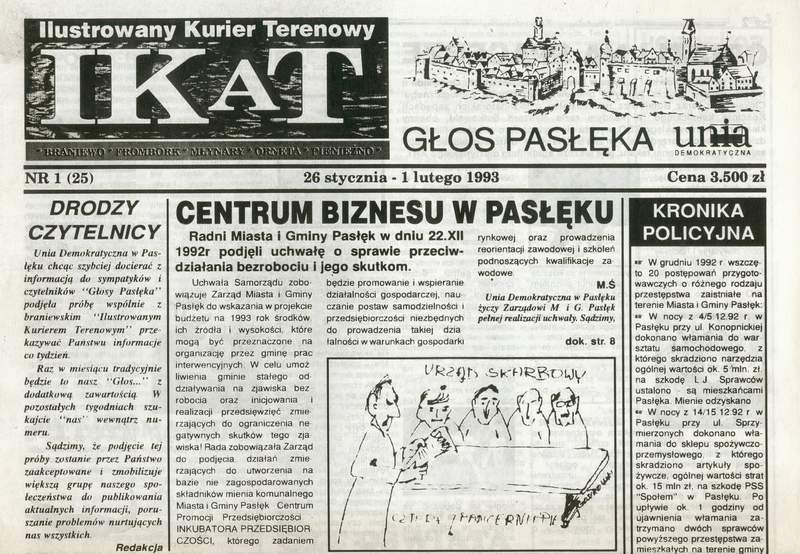 Ilustrowany Kurier Terenowy
IKAT
* BRANIEWO * FROMBORK * MŁYNARY * ORNETA * PIENIĘŻNO *
GŁOS PASŁĘKA
unia
DEMOKRATYCZNA
NR 1 (25)
26 stycznia - 1 lutego 1993
Cena 3.500 zł
DRODZY
CZYTELNICY
Unia Demokratyczna w Pas-
łęku chcąc szybciej docierać z
informacją do sympatyków i
czytelników "Głosy Pasłęka"
podjęła próbę wspólnie z
braniewskim "Ilustrowanym
Kurierem Terenowym" prze-
kazywać Państwu informacje
co tydzień.
Raz w miesiącu tradycyjnie
będzie to nasz "Głos..." z
dodatkową zawartością. W
pozostałych tygodniach szu-
kajcie "nas" wewnątrz nu-
meru.
Sądzimy, że podjęcie tej
próby zostanie przez Państwo
zaakceptowane i zmobilizuje
większą grupę naszego spo-
łeczeństwa do publikowania
aktualnych informacji, poru-
szanie problemów nurtujących
nas wszystkich.
Redakcja
CENTRUM BIZNESU W PASŁĘKU
Radni Miasta i Gminy Pasłęk w dniu 22.XII
1992r podjęli uchwałę o sprawie przeciw-
działania bezrobociu i jego skutkom.
Uchwała Samorządu zobo-
wiązuje Zarząd Miasta i Gminy
Pasłęk do wskazania w projekcie
budżetu na 1993 rok środków,
ich źródła i wysokości, które
mogą być przeznaczone na
organizację przez gminę prac
interwencyjnych. W celu umoż
liwienia gminie stałego od
działywania na zjawiska bez
robocia oraz inicjowania i
realizacji przedsięwzięć zmie
rzających do ograniczenia ne-
gatywnych skutków tego zja
wiska! Rada zobowiązała Zarząd
do podjęcia działań zmie
rzających do utworzenia na
bazie nie zagospodarowanych
składników mienia komunalnego
Miasta i Gminy Pasłęk Centrum
Promocji Przedsiębiorczości
INKUBATORA PRZEDSIĘBIOR
CZOŚCI, którego zadaniem
będzie promowanie i wspieranie
działalności gospodarczej, nau-
czanie postaw samodzielności i
przedsiębiorczości niezbędnych
do prowadzenia takiej dzia
łalności w warunkach gospodarki
rynkowej oraz prowadzenia
reorientacji zawodowej i szkoleń
podnoszących kwalifikacje za-
wodowe.
M.Ś
Unia Demokratyczna w Pasłęku
życzy Zarządowi M i G. Pasłęk
pełnej realizacji uchwały. Sądzimy,
dok. str. 8
URZĄD SKARBOWY
KRONIKA
POLICYJNA
W grudniu 1992 r wszczę-
to 20 postępowań przygoto-
wawczych o różnego rodzaju
przestępstwa zaistniałe na
terenie Miasta i Gminy Pasłęk:
W nocy z 4/5.12.92 r w
Pasłęku przy ul. Konopnickiej
dokonano włamania do war-
sztatu samochodowego, z
którego skradziono narzędzia
ogólnej wartości ok. 5 mln. zł.
na szkodę I.J. Sprawców
ustalono - są mieszkańcami
Pasłęka. Mienie odzyskano
W nocy z 14/15.12.92 r w
Pasłęku przy ul. Sprzy-
mierzonych dokonano wła-
mania do sklepu spożywczo-
przemysłowego, z którego
skradziono artykuły spo-
żywcze, ogólnej wartości strat
ok. 15 mln zł, na szkodę PSS
"Społem" w Pasłęku. Po
upływie ok. 1 godziny od
ujawnienia włamania za-
trzymano dwóch sprawców
powyższego przestępstwa za-
mieszkałych na terenie gminy